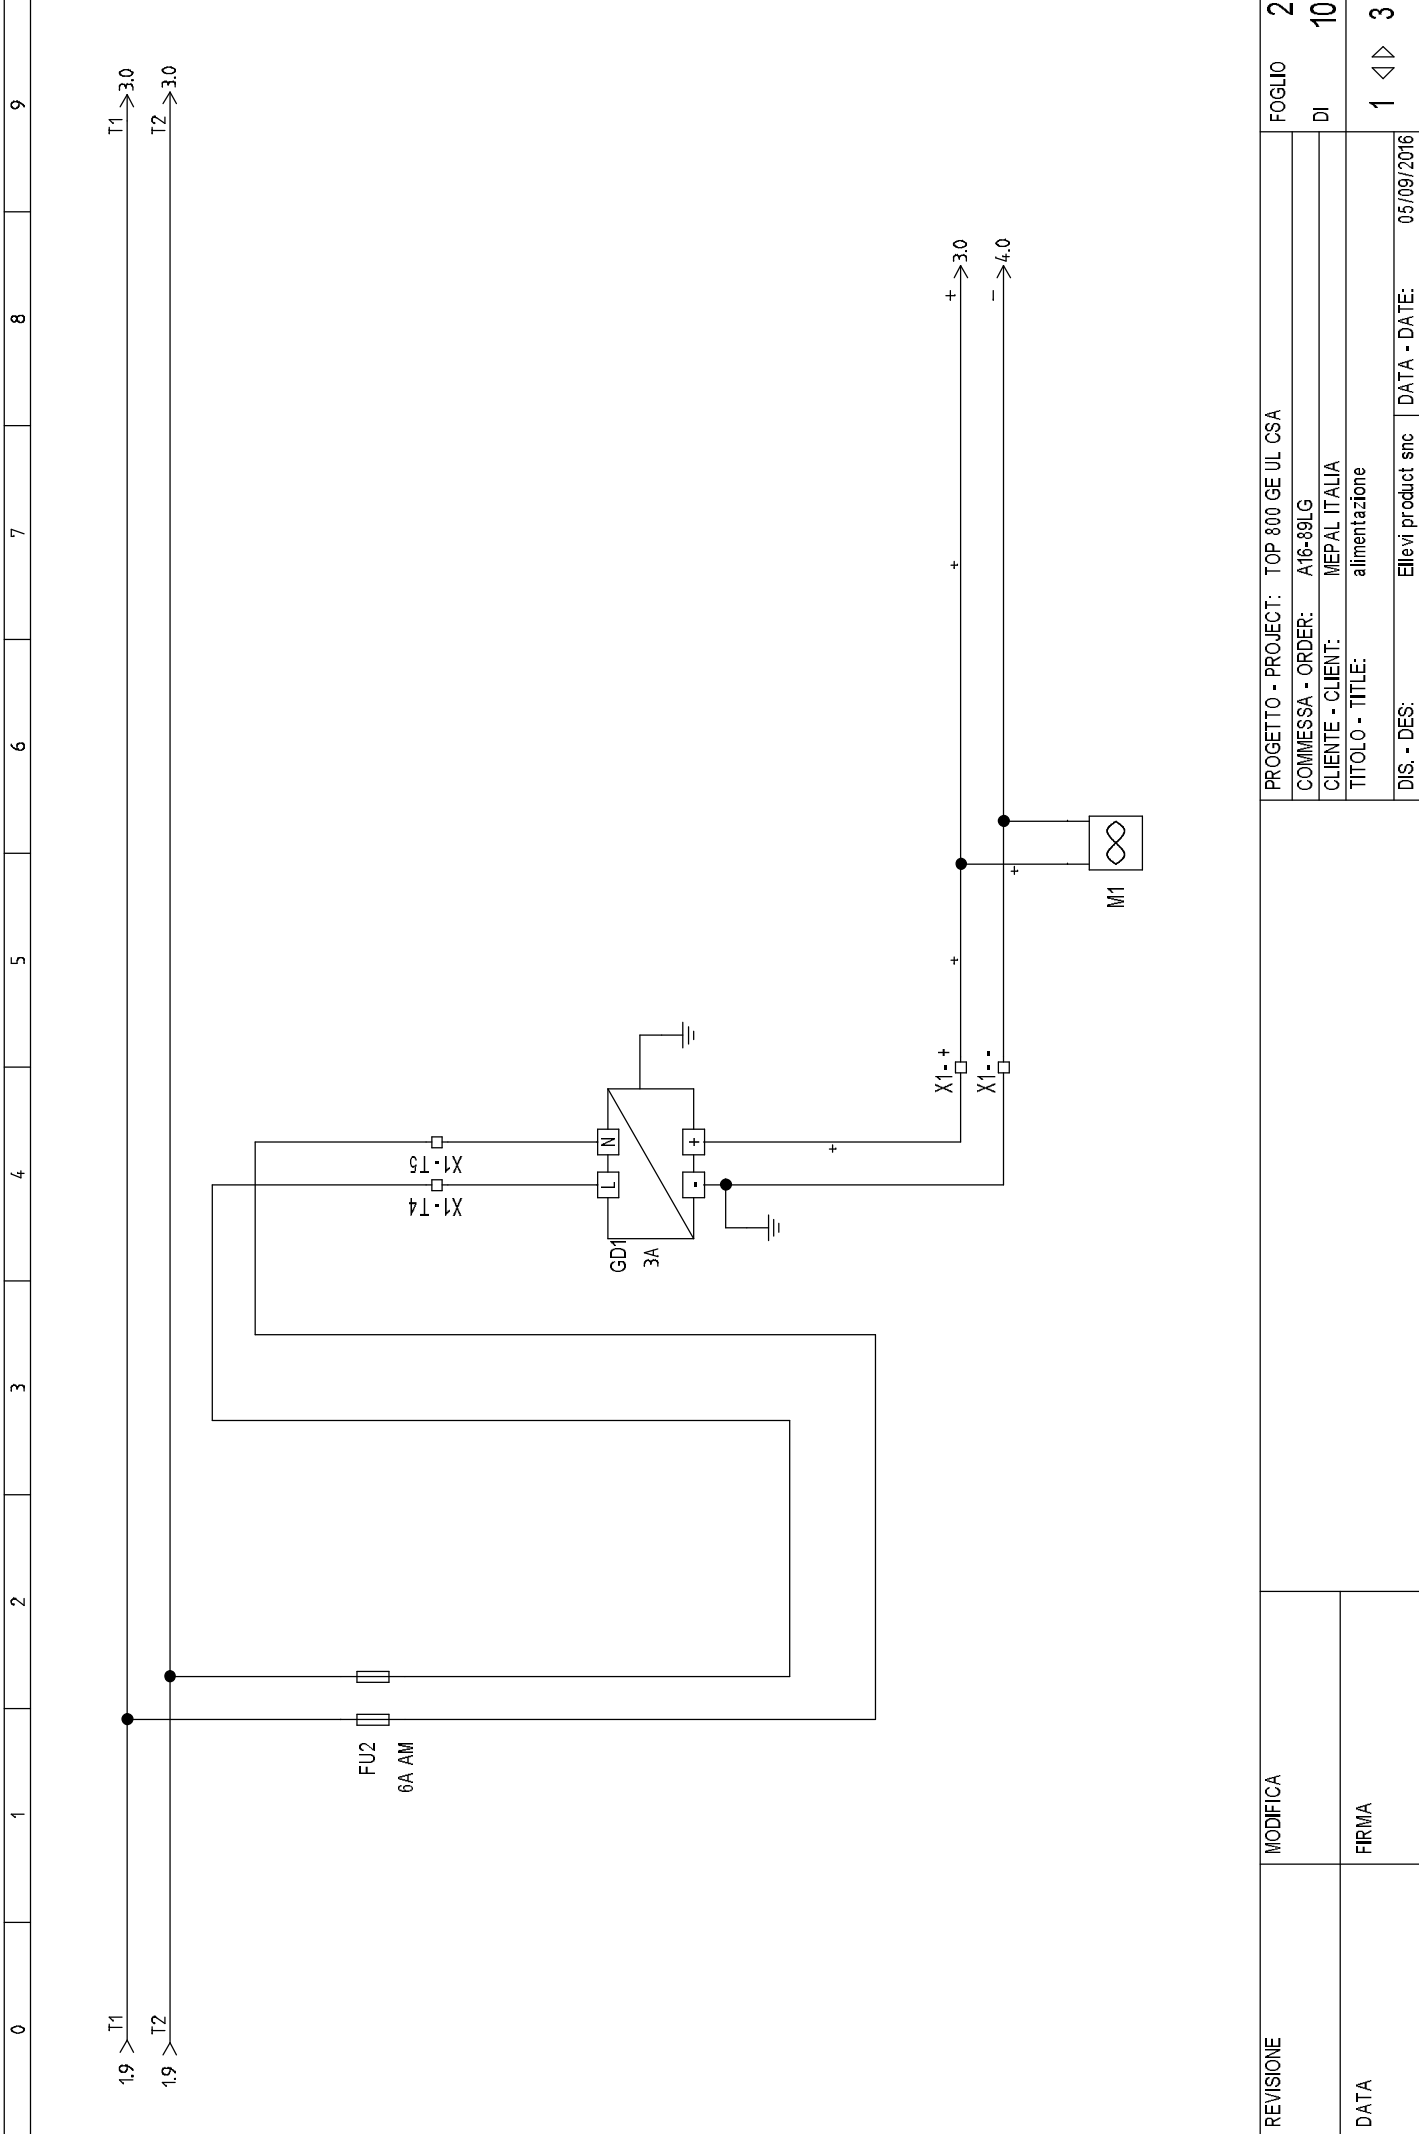 0 1 2 3 4 5 6 7 8 9
1.9 T1 T1 3.0
1.9 T2 T2 3.0
FU2
6A AM
X1-T4
X1-T5
GD1
3A
L N
- +
+
X1-+
X1--
+ + + 3.0
- 4.0
+
M1
REVISIONE
MODIFICA
DATA
FIRMA
PROGETTO - PROJECT: TOP 800 GE UL CSA
COMMESSA - ORDER: A16-89LG
CLIENTE - CLIENT: MEPAL ITALIA
TITOLO - TITLE: alimentazione
DIS. - DES: Ellevi product snc
DATA - DATE: 05/09/2016
FOGLIO 2
DI 10
1 3